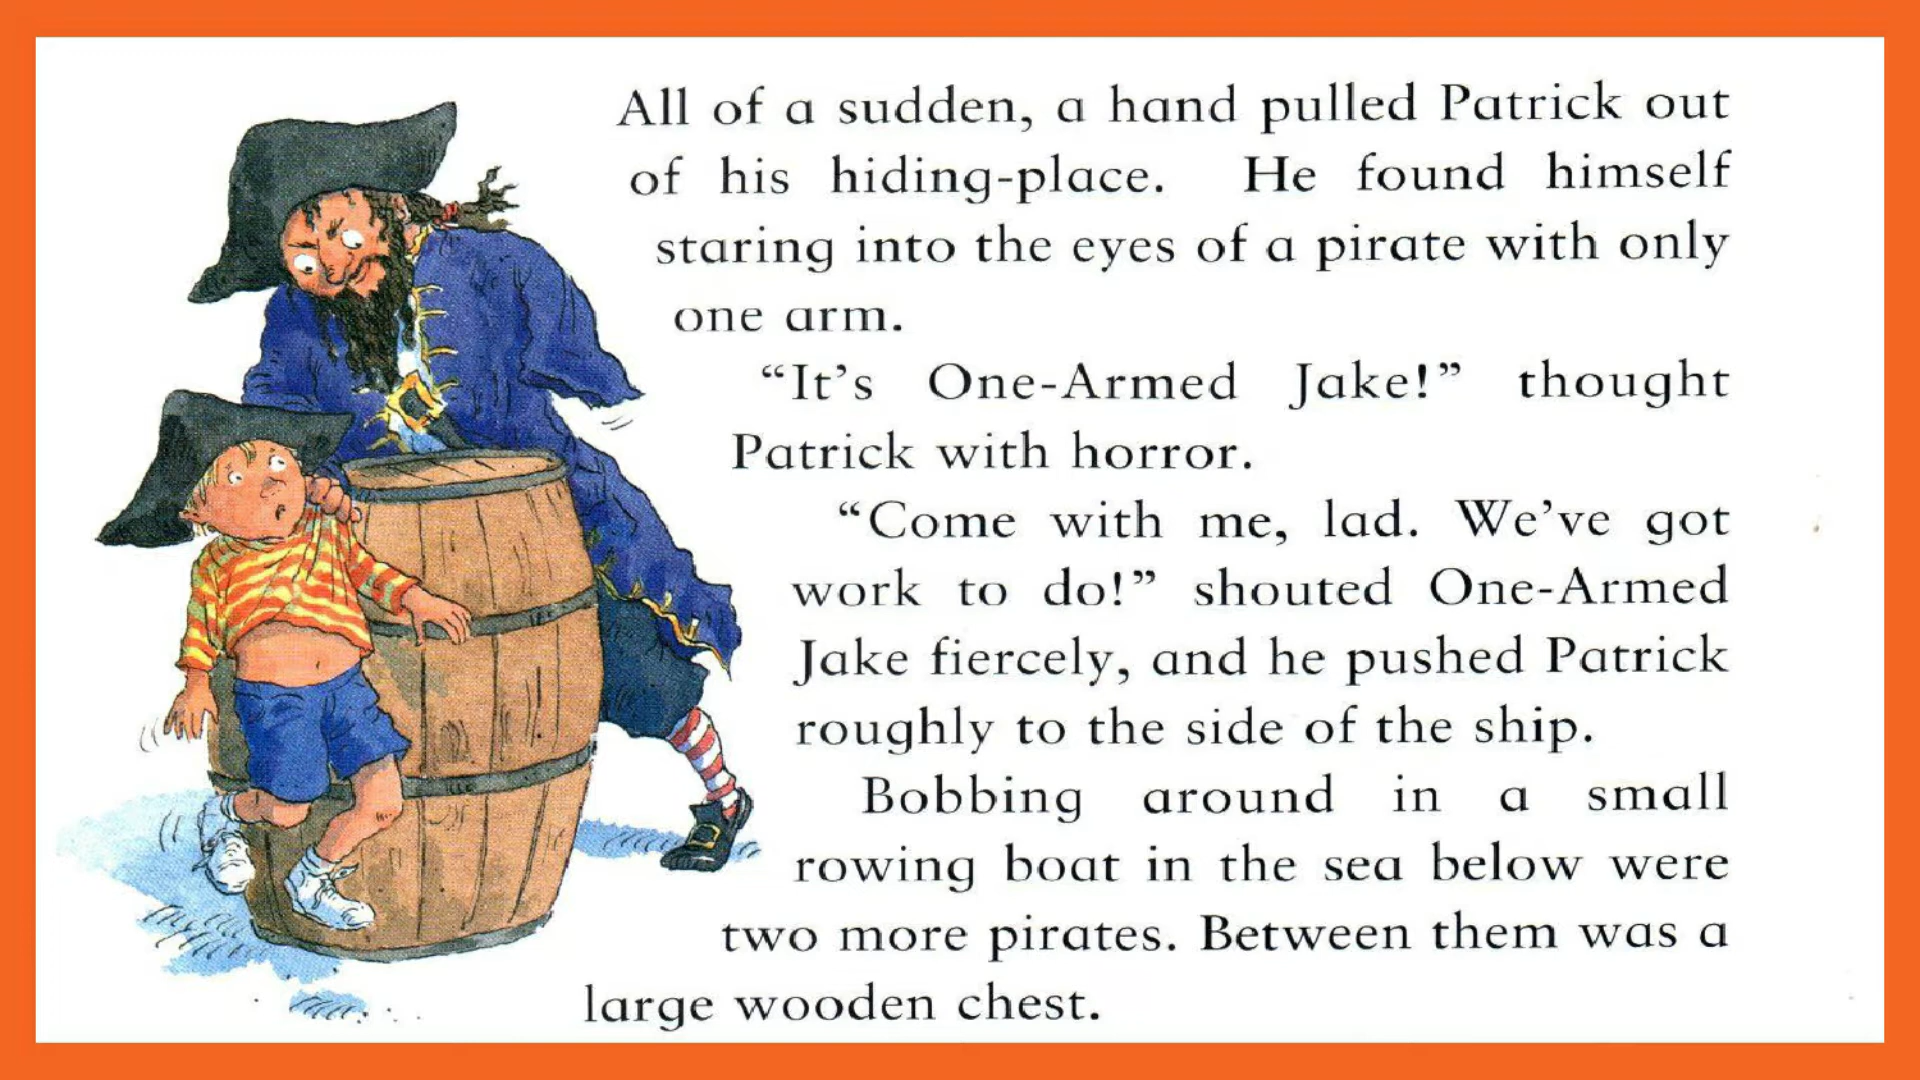 All of a sudden, a hand pulled Patrick out
of his hiding-place. He found himself
staring into the eyes of a pirate with only
one arm.
“It’s One-Armed Jake!” thought
Patrick with horror.
“Come with me, lad. We’ve got
work to do!” shouted One-Armed
Jake fiercely, and he pushed Patrick
roughly to the side of the ship.
Bobbing around in a small
rowing boat in the sea below were
two more pirates. Between them was a
large wooden chest.